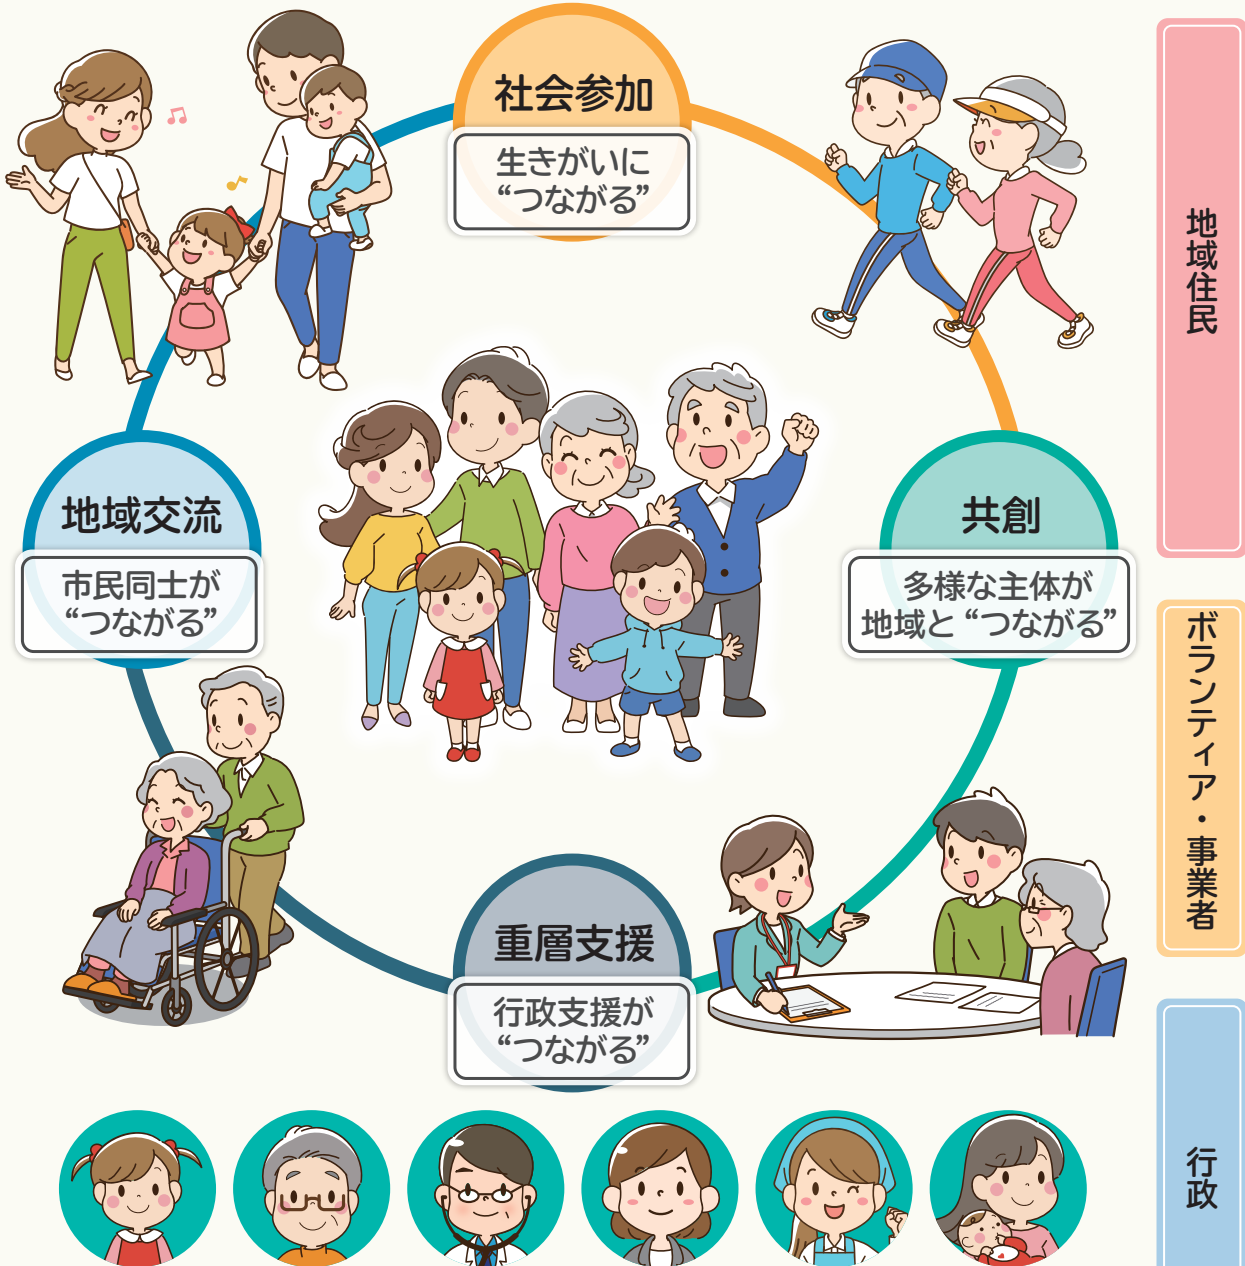 社会参加
生きがいに
“つながる”
地域交流
市民同士が
“つながる”
共創
多様な主体が
地域と “つながる”
重層支援
行政支援が
“つながる”
地域住民
ボランティア・事業者
行政